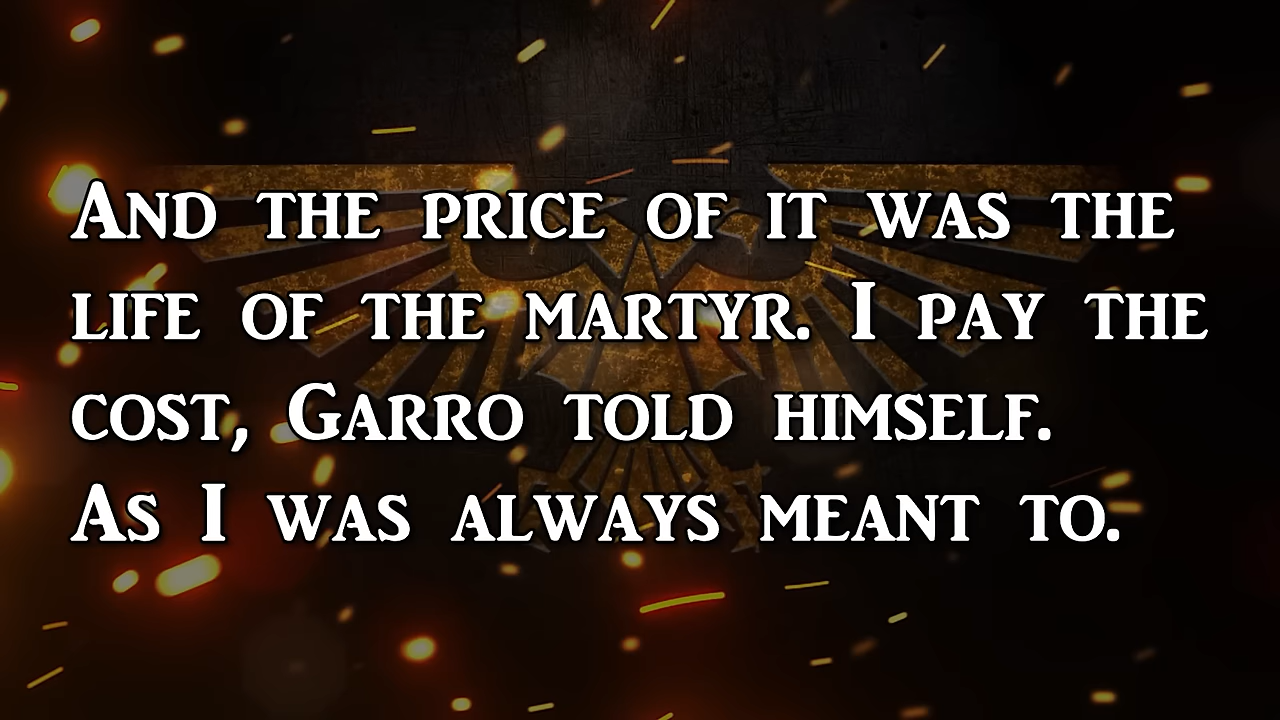 And the price of it was the
life of the martyr. I pay the
cost, Garro told himself.
As I was always meant to.